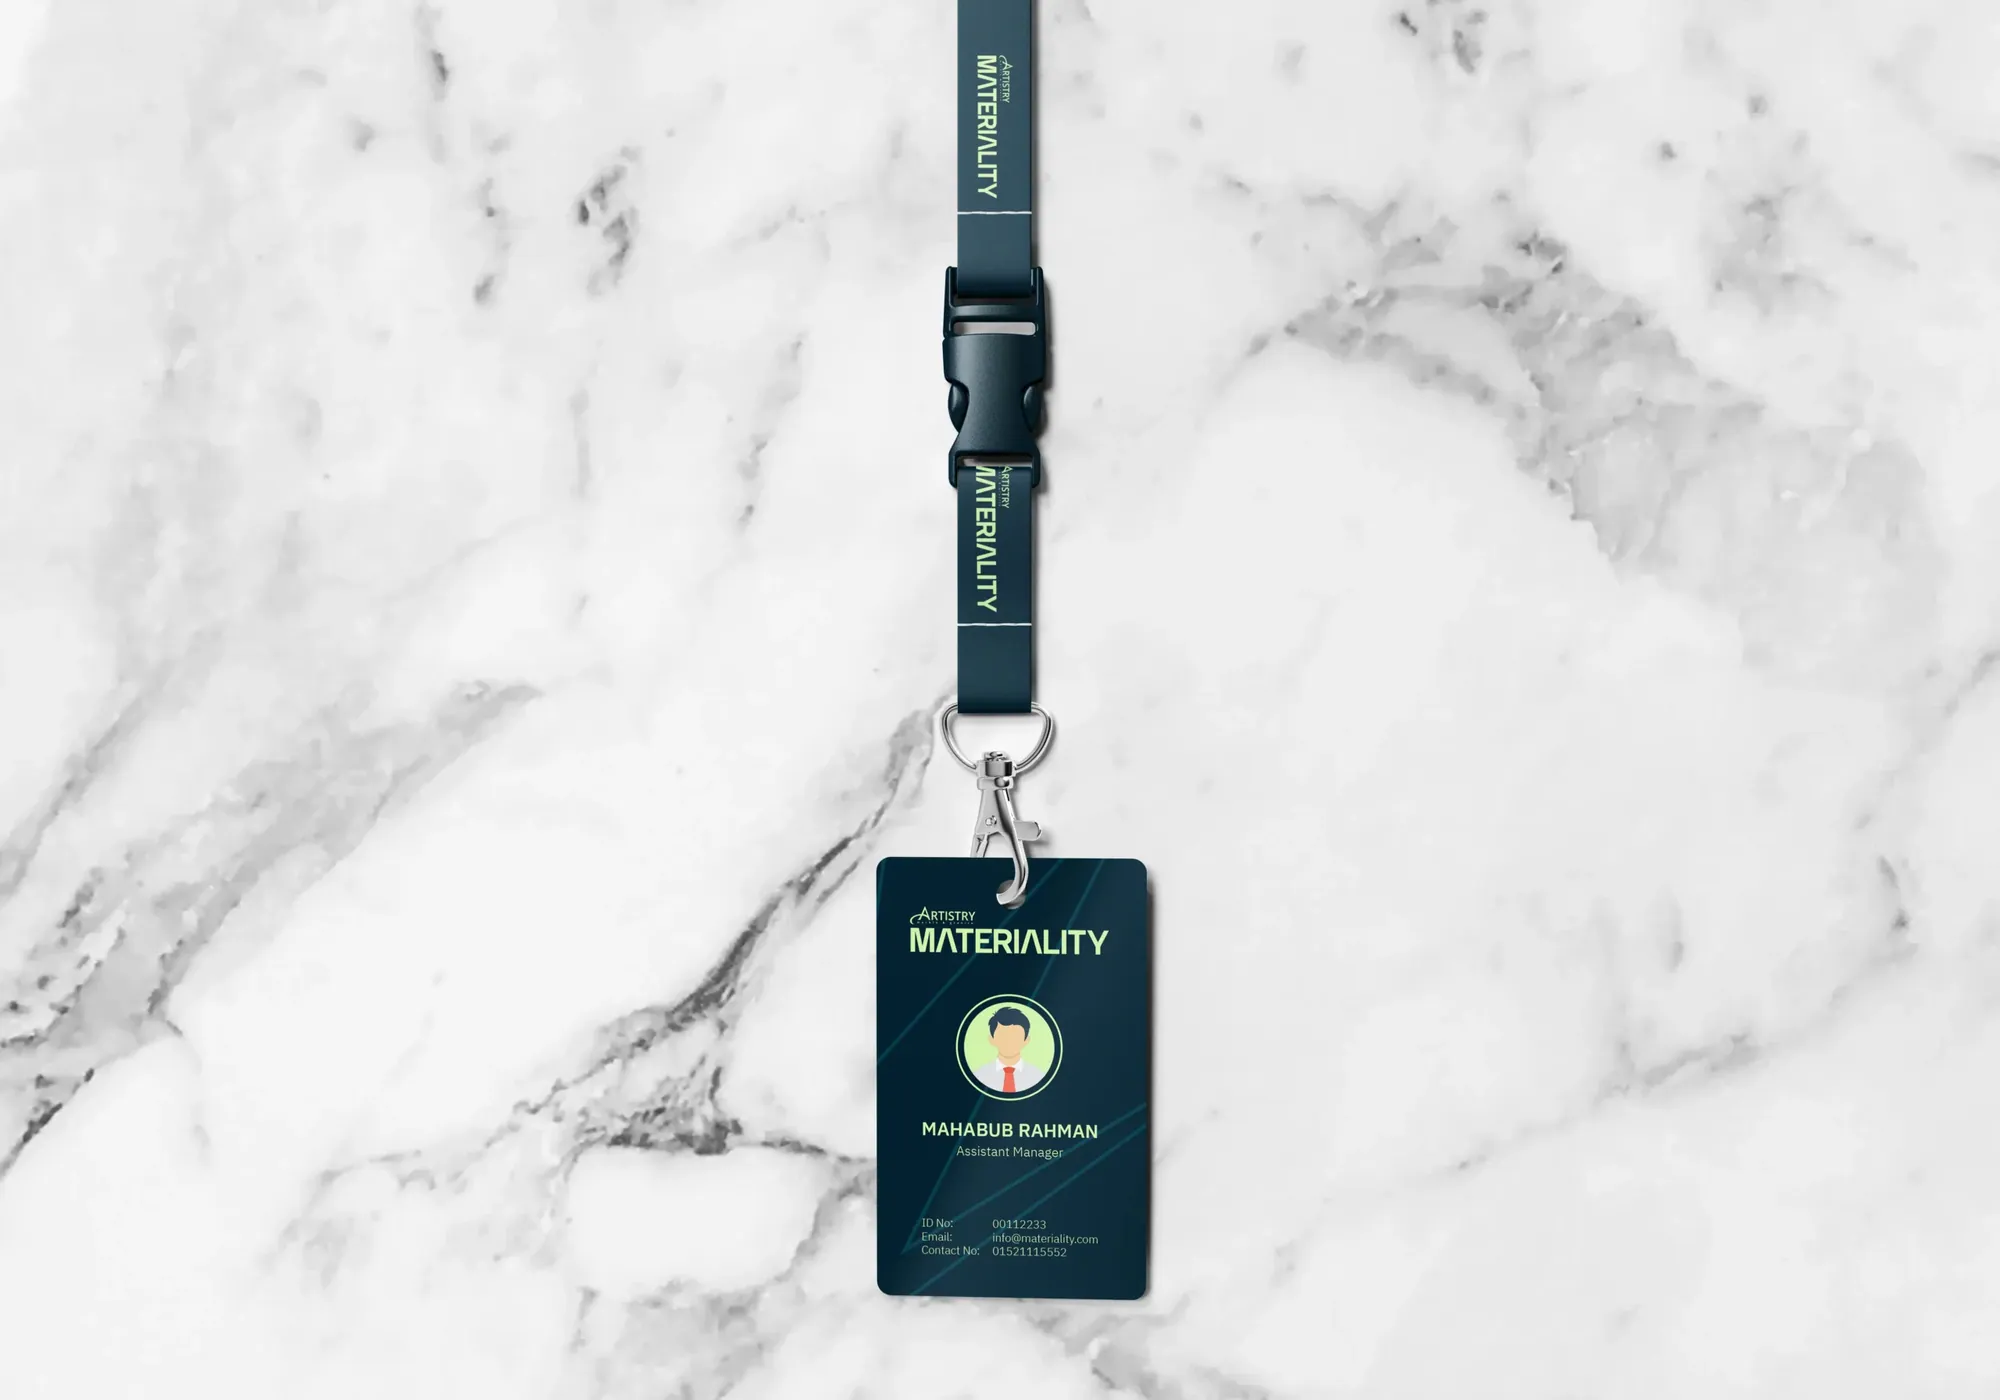 ARTISTRY
MATERIALITY
ARTISTRY
MATERIALITY
ARTISTRY
MATERIALITY
MAHABUB RAHMAN
Assistant Manager
ID No: 00112233
Email: info@materiality.com
Contact No: 01521115552